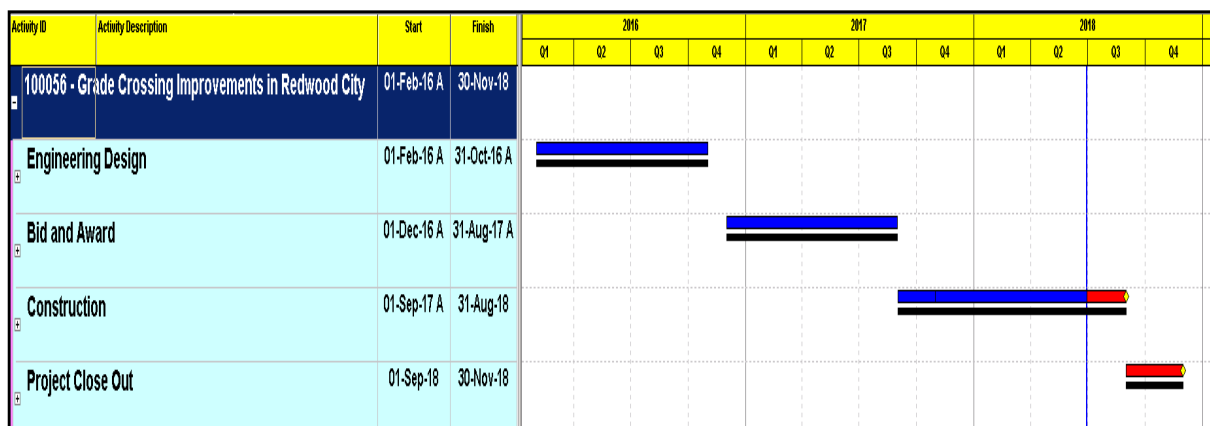 Activity ID Activity Description Start Finish 2016 2017 2018
Q1 Q2 Q3 Q4 Q1 Q2 Q3 Q4 Q1 Q2 Q3 Q4
100056 - Grade Crossing Improvements in Redwood City 01-Feb-16 A 30-Nov-18
Engineering Design 01-Feb-16 A 31-Oct-16 A
Bid and Award 01-Dec-16 A 31-Aug-17 A
Construction 01-Sep-17 A 31-Aug-18
Project Close Out 01-Sep-18 30-Nov-18